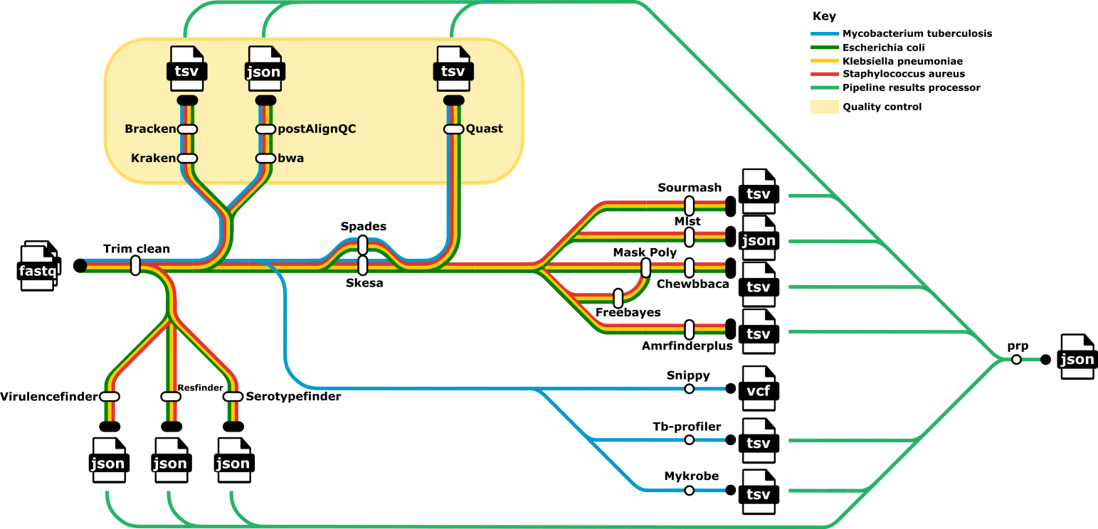 Key
Mycobacterium tuberculosis
Escherichia coli
Klebsiella pneumoniae
Staphylococcus aureus
Pipeline results processor
Quality control
tsv
json
tsv
Bracken
postAlignQC
Quast
Kraken
bwa
Sourmash
tsv
Mlst
json
Spades
Trim clean
Mask Poly
fastq
Skesa
Chewbbaca
tsv
Freebayes
Amrfinderplus
tsv
prp
json
Snippy
vcf
Virulencefinder
Resfinder
Serotypefinder
Tb-profiler
tsv
json
json
json
Mykrobe
tsv